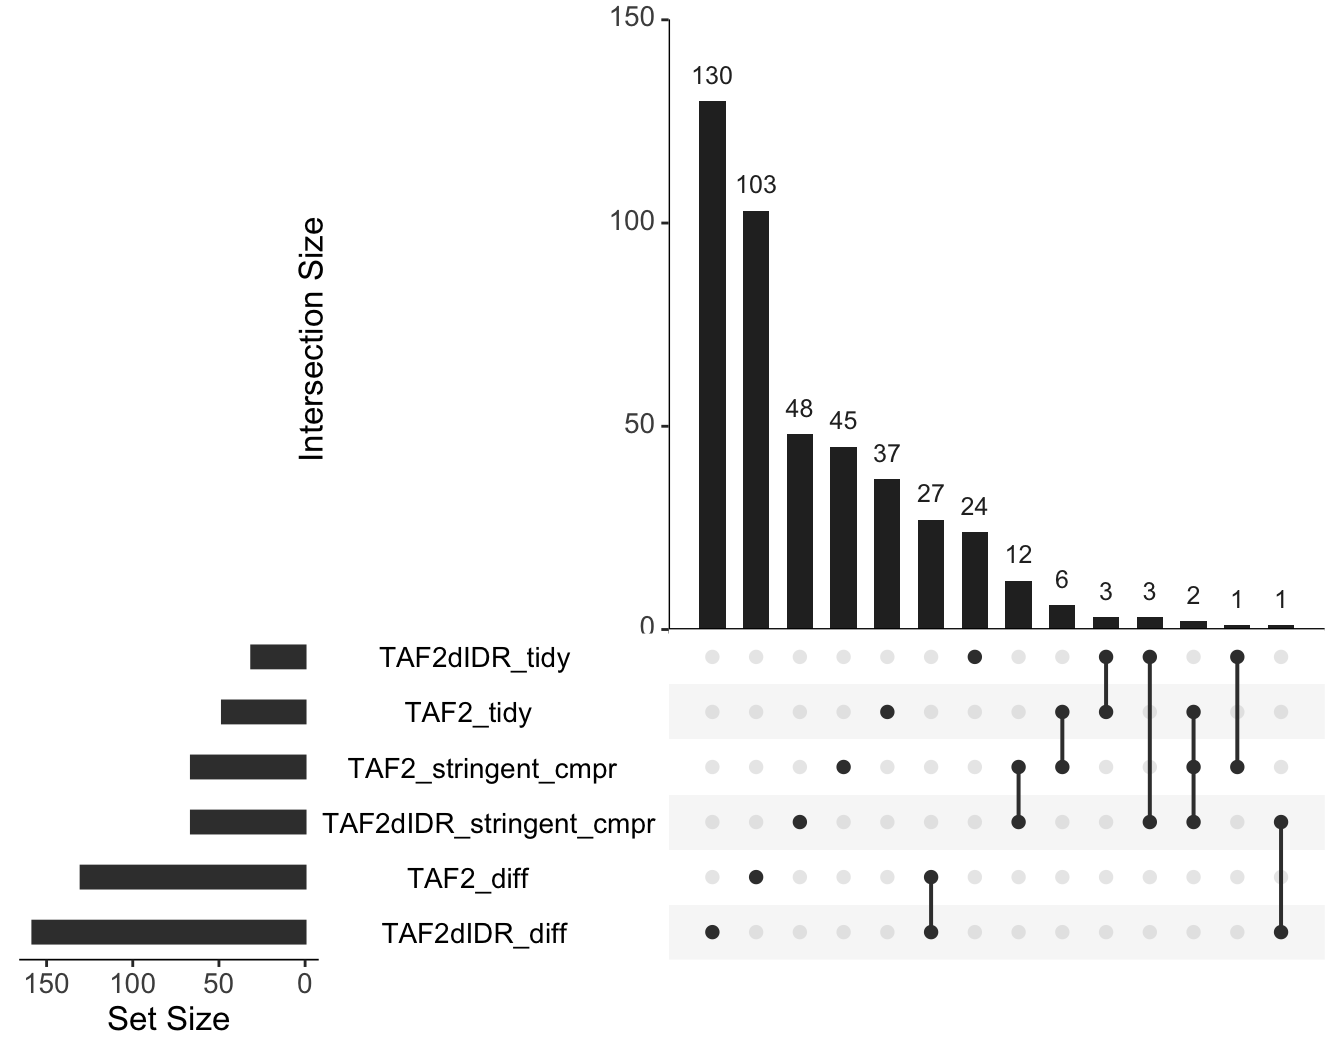 150
130
103
100
Intersection Size
48
45
50
37
27
24
12
6
3
3
2
1
1
0
TAF2dIDR_tidy
TAF2_tidy
TAF2_stringent_cmpr
TAF2dIDR_stringent_cmpr
TAF2_diff
TAF2dIDR_diff
150 100 50 0
Set Size